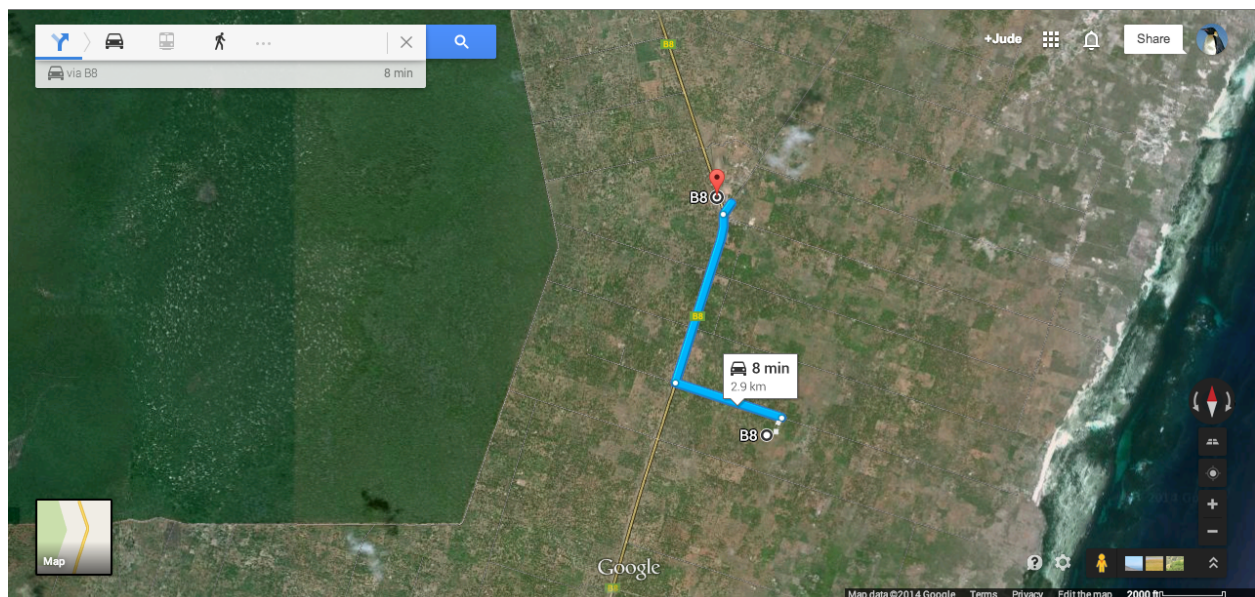 ...
via B8
8 min
+Jude
Share
B8
B8
B8
8 min
2.9 km
B8
Map
Google
Map data ©2014 Google
Terms
Privacy
Edit the map
2000 ft